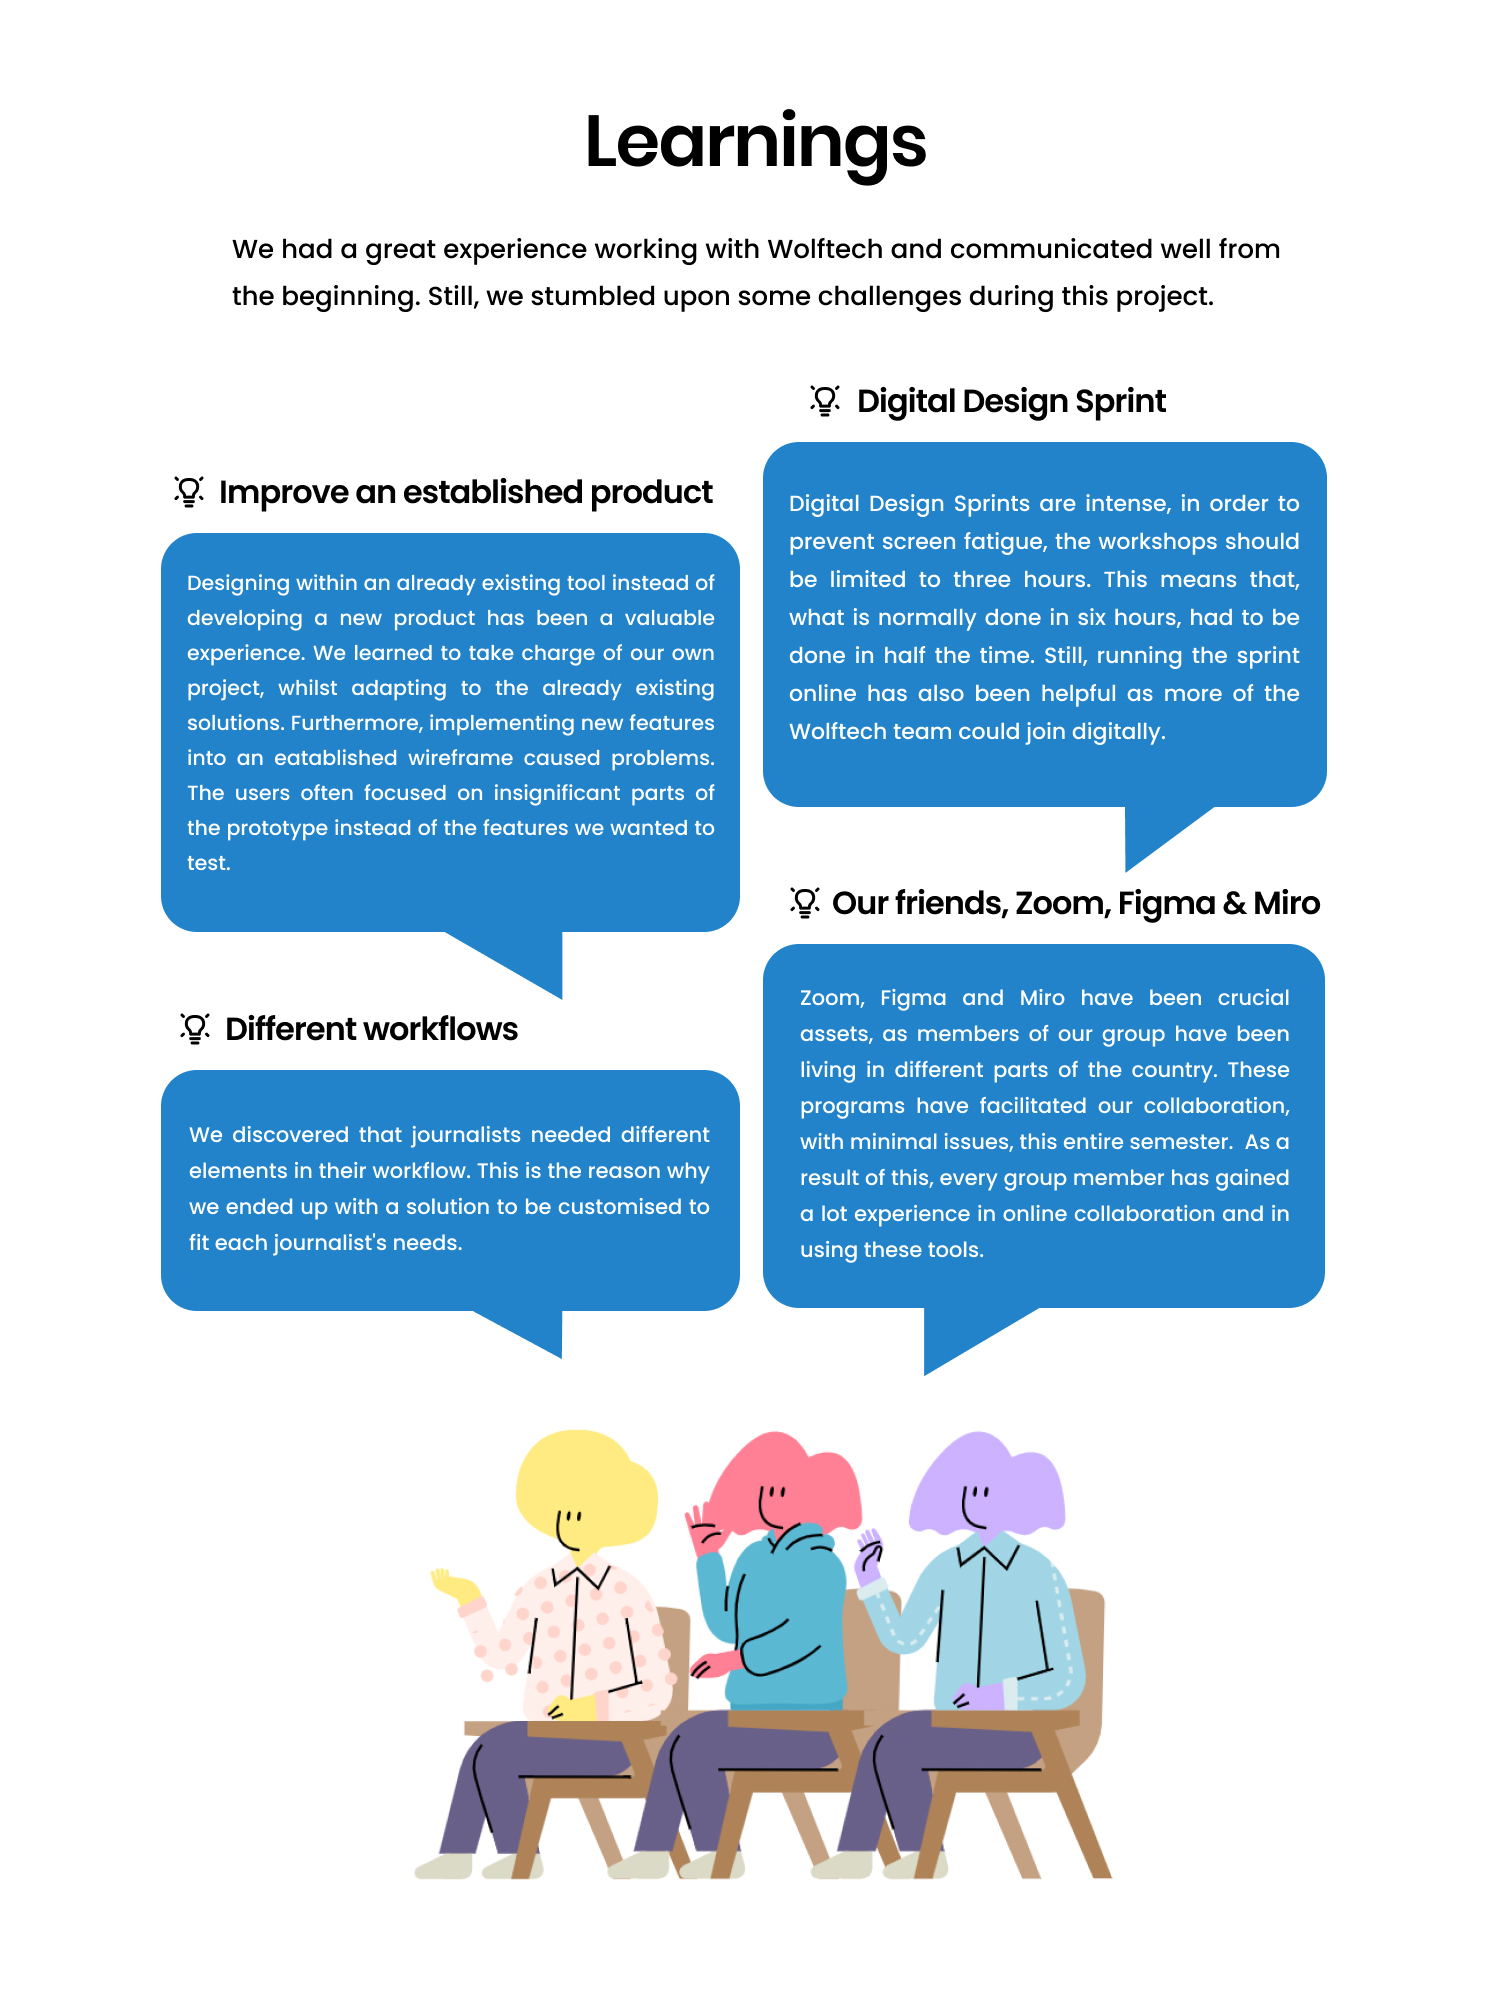 Learnings
We had a great experience working with Wolftech and communicated well from
the beginning. Still, we stumbled upon some challenges during this project.
Improve an established product
Designing within an already existing tool instead of
developing a new product has been a valuable
experience. We learned to take charge of our own
project, whilst adapting to the already existing
solutions. Furthermore, implementing new features
into an eatablished wireframe caused problems.
The users often focused on insignificant parts of
the prototype instead of the features we wanted to
test.
Different workflows
We discovered that journalists needed different
elements in their workflow. This is the reason why
we ended up with a solution to be customised to
fit each journalist's needs.
Digital Design Sprint
Digital Design Sprints are intense, in order to
prevent screen fatigue, the workshops should
be limited to three hours. This means that,
what is normally done in six hours, had to be
done in half the time. Still, running the sprint
online has also been helpful as more of the
Wolftech team could join digitally.
Our friends, Zoom, Figma & Miro
Zoom, Figma and Miro have been crucial
assets, as members of our group have been
living in different parts of the country. These
programs have facilitated our collaboration,
with minimal issues, this entire semester. As a
result of this, every group member has gained
a lot experience in online collaboration and in
using these tools.